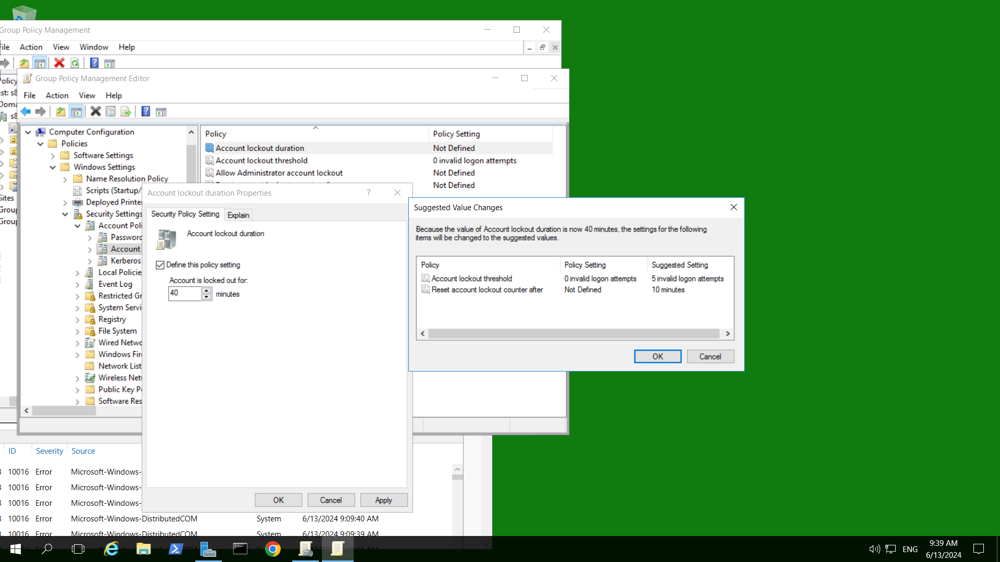 Group Policy Management
File Action View Window Help
Group Policy Management Editor
File Action View Help
Computer Configuration
Policies
Software Settings
Windows Settings
Name Resolution Policy
Scripts (Startup/
Deployed Printer
Security Settings
Account Poli
Password
Account
Kerberos
Local Policie
Event Log
Restricted Gr
System Servi
Registry
File System
Wired Netwo
Windows Fire
Network List
Wireless Net
Public Key Po
Software Res
Policy Policy Setting
Account lockout duration Not Defined
Account lockout threshold 0 invalid logon attempts
Allow Administrator account lockout Not Defined
Not Defined
Account lockout duration Properties ?
Security Policy Setting Explain
Account lockout duration
Define this policy setting
Account is locked out for:
40 minutes
OK Cancel Apply
Suggested Value Changes
Because the value of Account lockout duration is now 40 minutes, the settings for the following
items will be changed to the suggested values.
Policy Policy Setting Suggested Setting
Account lockout threshold 0 invalid logon attempts 5 invalid logon attempts
Reset account lockout counter after Not Defined 10 minutes
OK Cancel
ID Severity Source
10016 Error Microsoft-Windows-
10016 Error Microsoft-Windows-
10016 Error Microsoft-Windows-
10016 Error Microsoft-Windows-DistributedCOM System 6/13/2024 9:09:40 AM
10016 Error Microsoft-Windows-DistributedCOM System 6/13/2024 9:09:39 AM
ENG
9:39 AM
6/13/2024